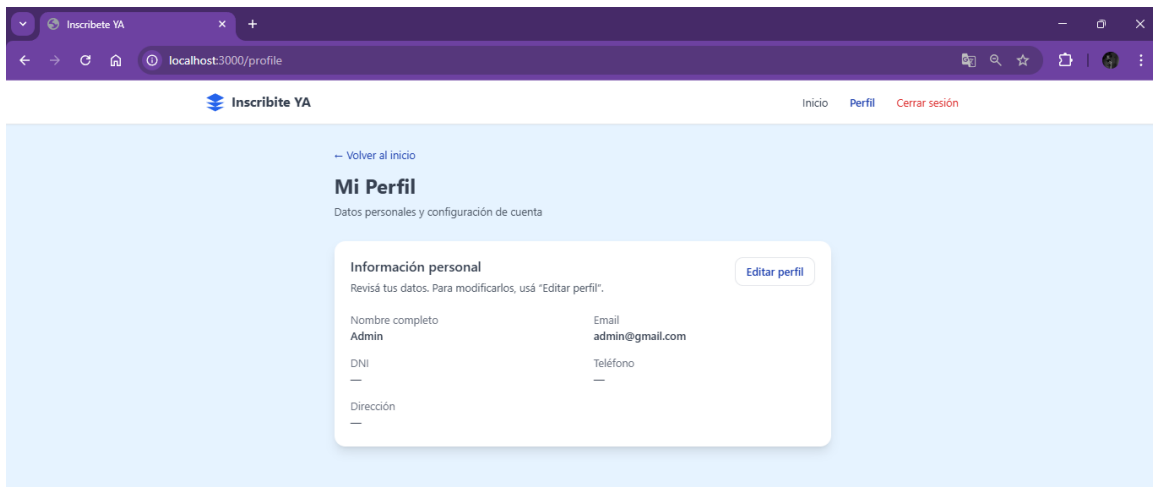 Inscribete YA
localhost:3000/profile
Inscribite YA
Inicio Perfil Cerrar sesión
← Volver al inicio
Mi Perfil
Datos personales y configuración de cuenta
Información personal
Editar perfil
Revisá tus datos. Para modificarlos, usá “Editar perfil”.
Nombre completo Email
Admin admin@gmail.com
DNI Teléfono
— —
Dirección
—